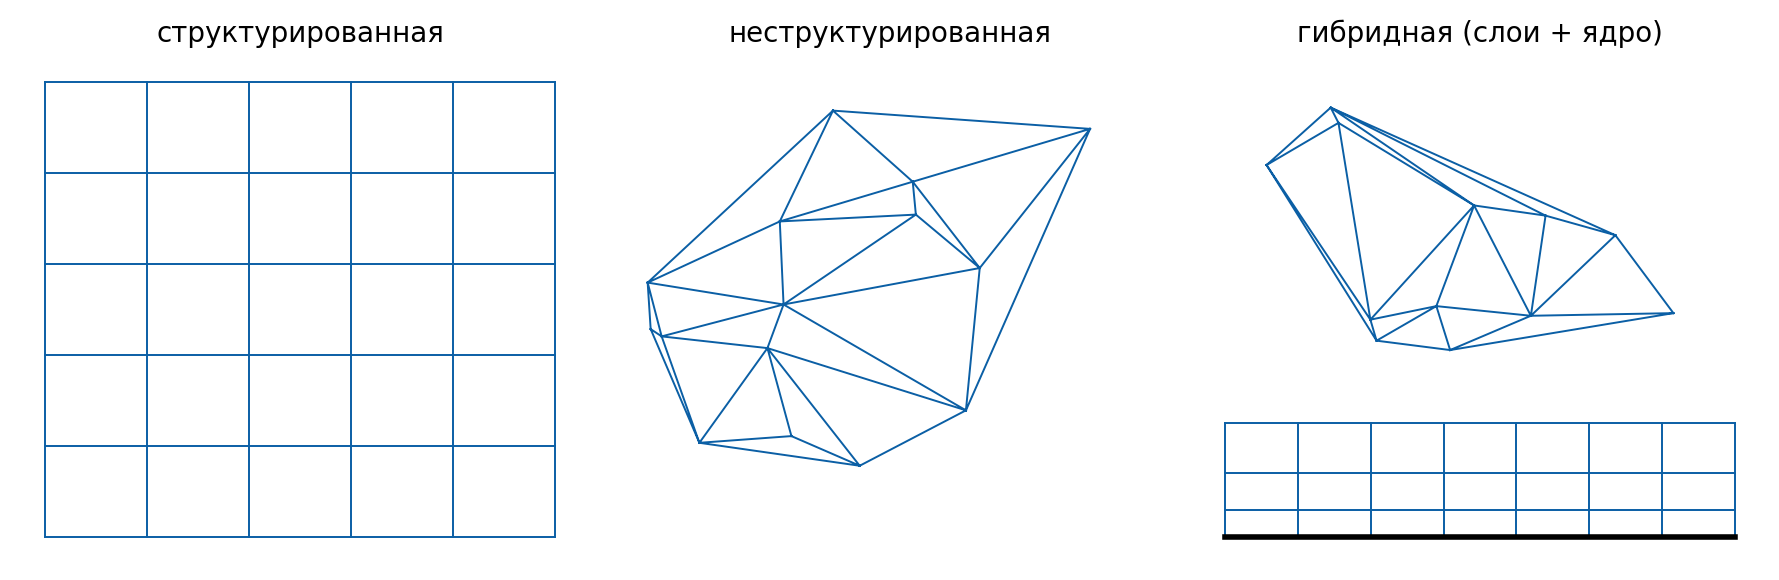 структурированная
неструктурированная
гибридная (слои + ядро)